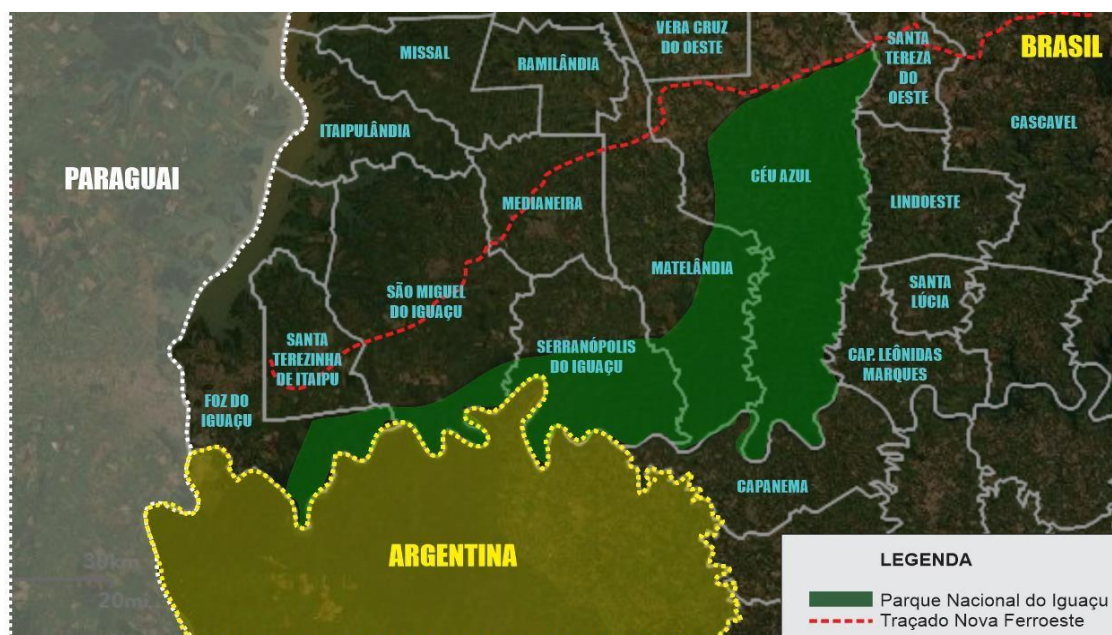 VERA CRUZ
DO OESTE
SANTA
TEREZA
DO
OESTE
BRASIL
MISSAL
RAMILÂNDIA
ITAIPULÂNDIA
CASCAVEL
PARAGUAI
CÉU AZUL
MEDIANEIRA
LINDOESTE
MATELÂNDIA
SÃO MIGUEL
DO IGUAÇU
SANTA
LÚCIA
SANTA
TEREZINHA
DE ITAIPU
SERRANÓPOLIS
DO IGUAÇU
CAP. LEÔNIDAS
MARQUES
FOZ DO
IGUAÇU
CAPANEMA
ARGENTINA
30km
20mi
LEGENDA
Parque Nacional do Iguaçu
Traçado Nova Ferroeste